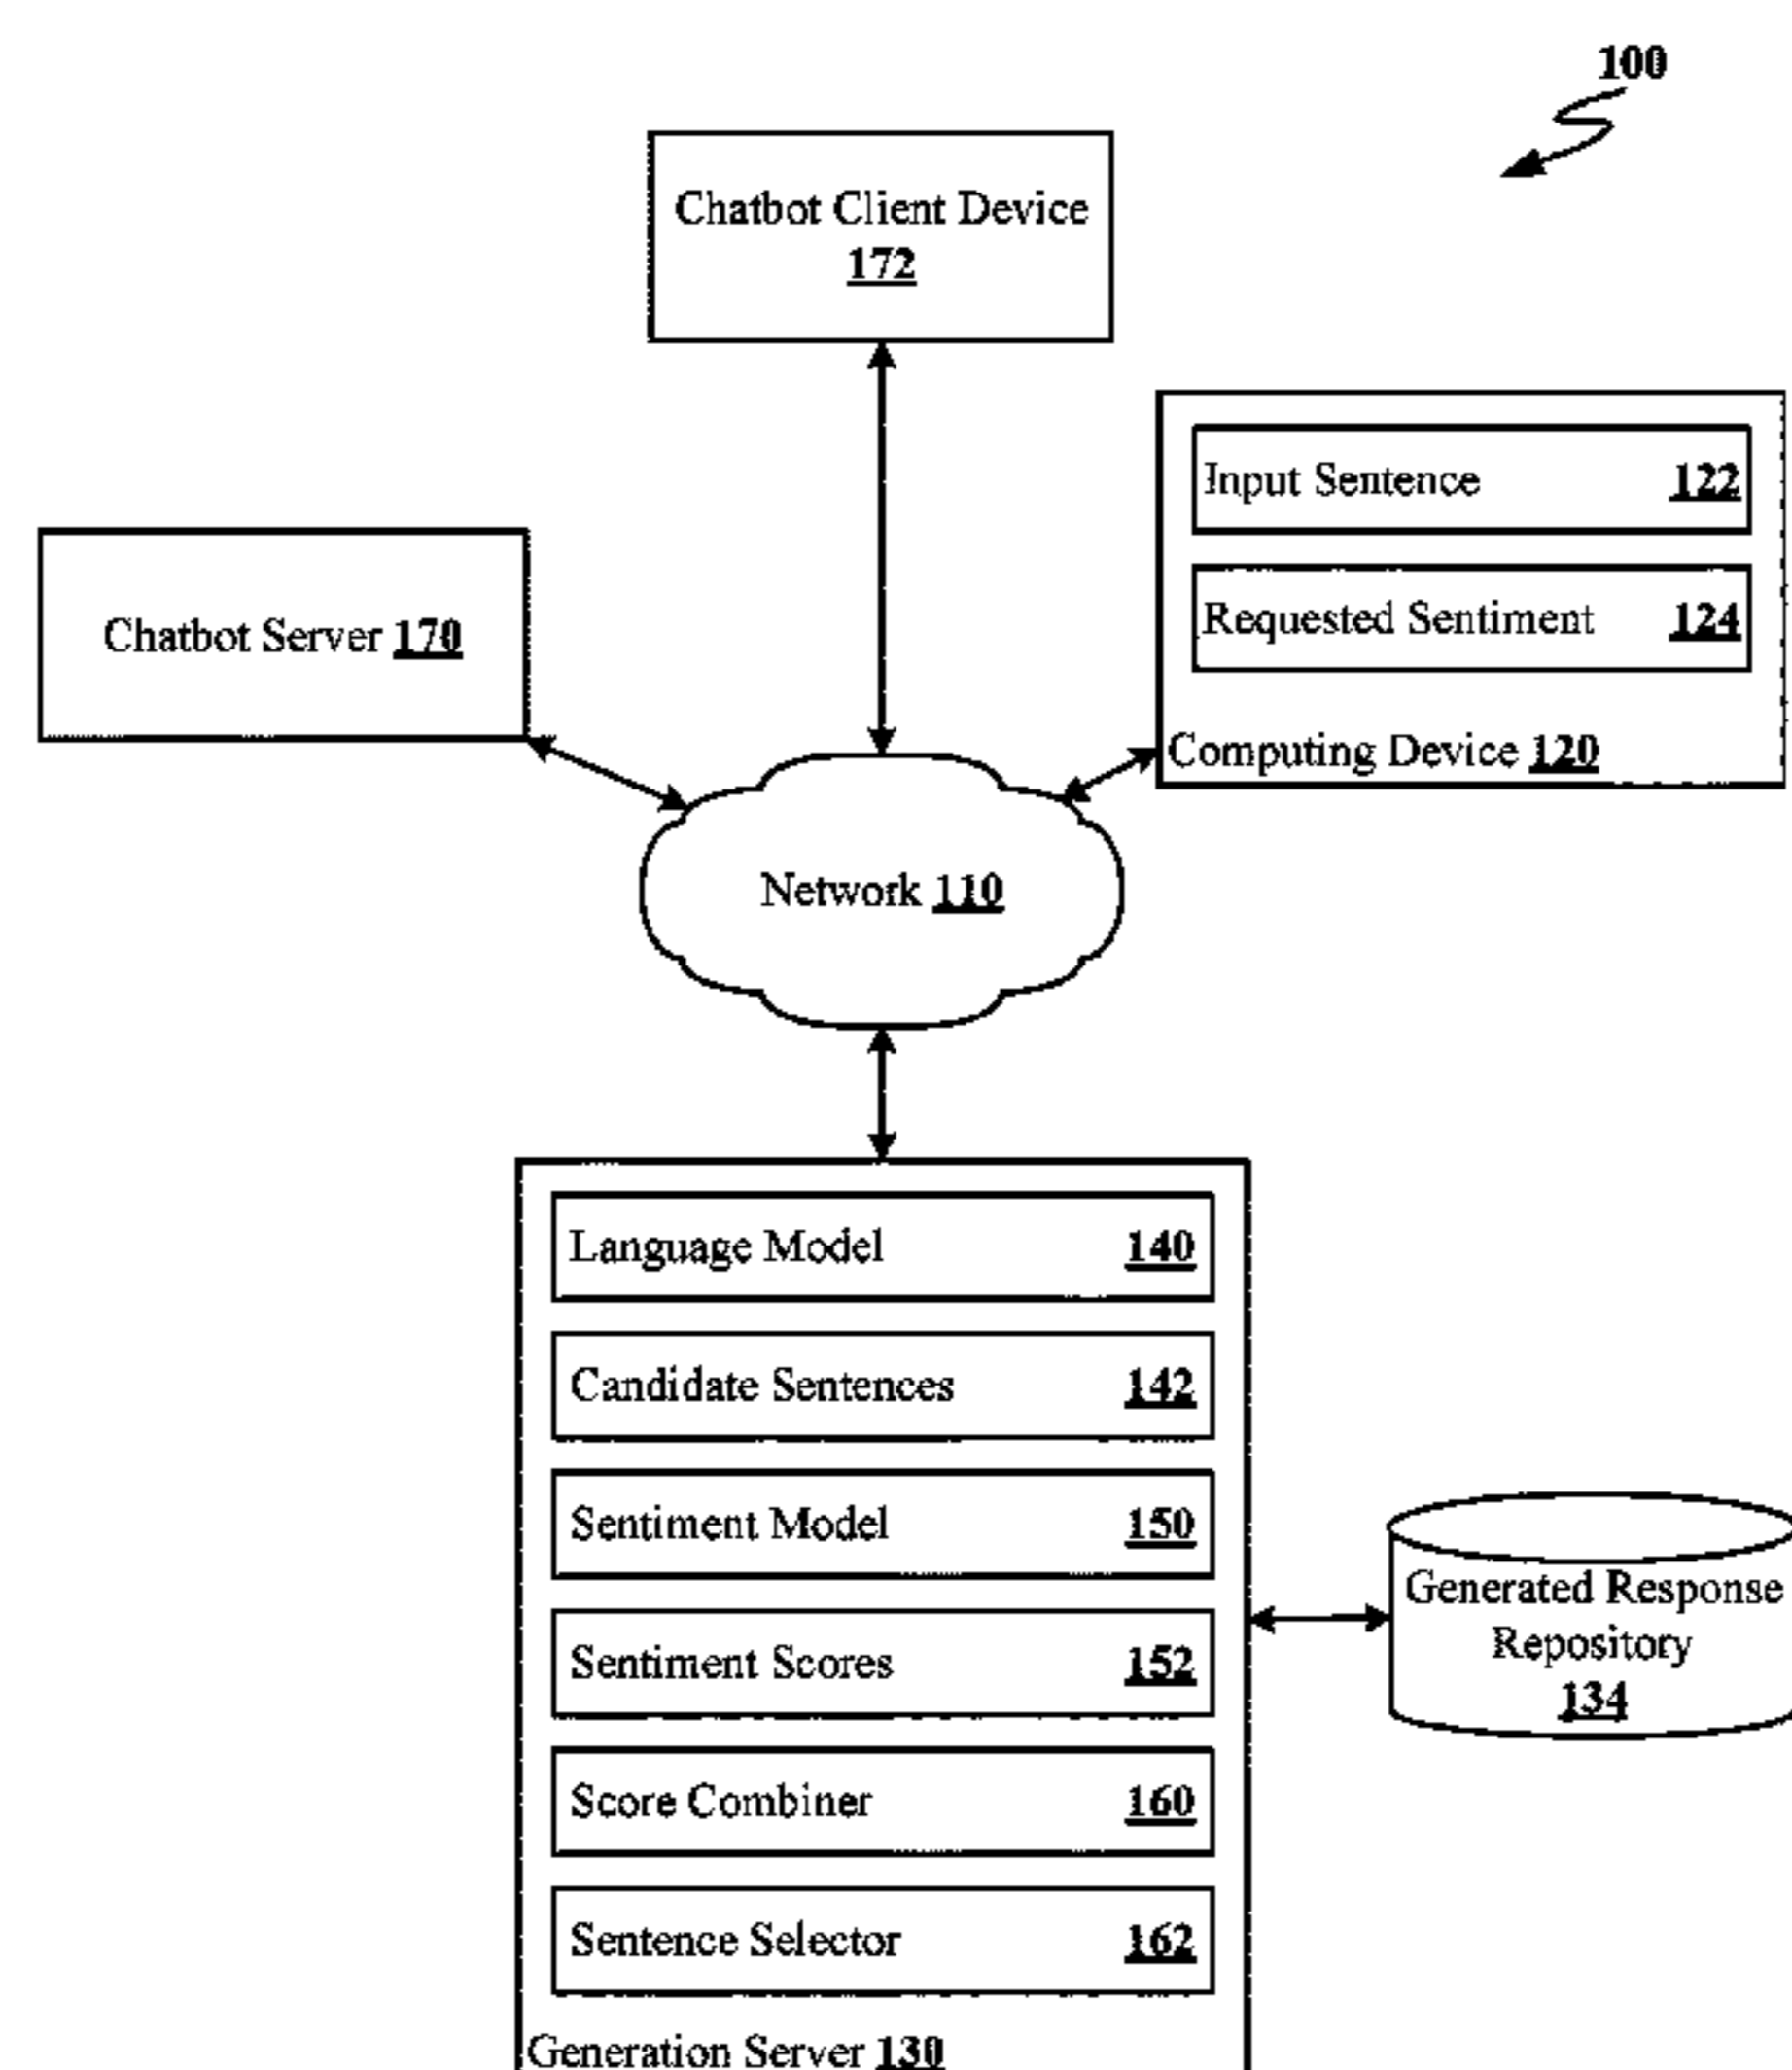 100
Chatbot Client Device
172
Input Sentence 122
Requested Sentiment 124
Computing Device 120
Chatbot Server 170
Network 110
Language Model 140
Candidate Sentences 142
Sentiment Model 150
Sentiment Scores 152
Score Combiner 160
Sentence Selector 162
Generation Server 130
Generated Response
Repository
134